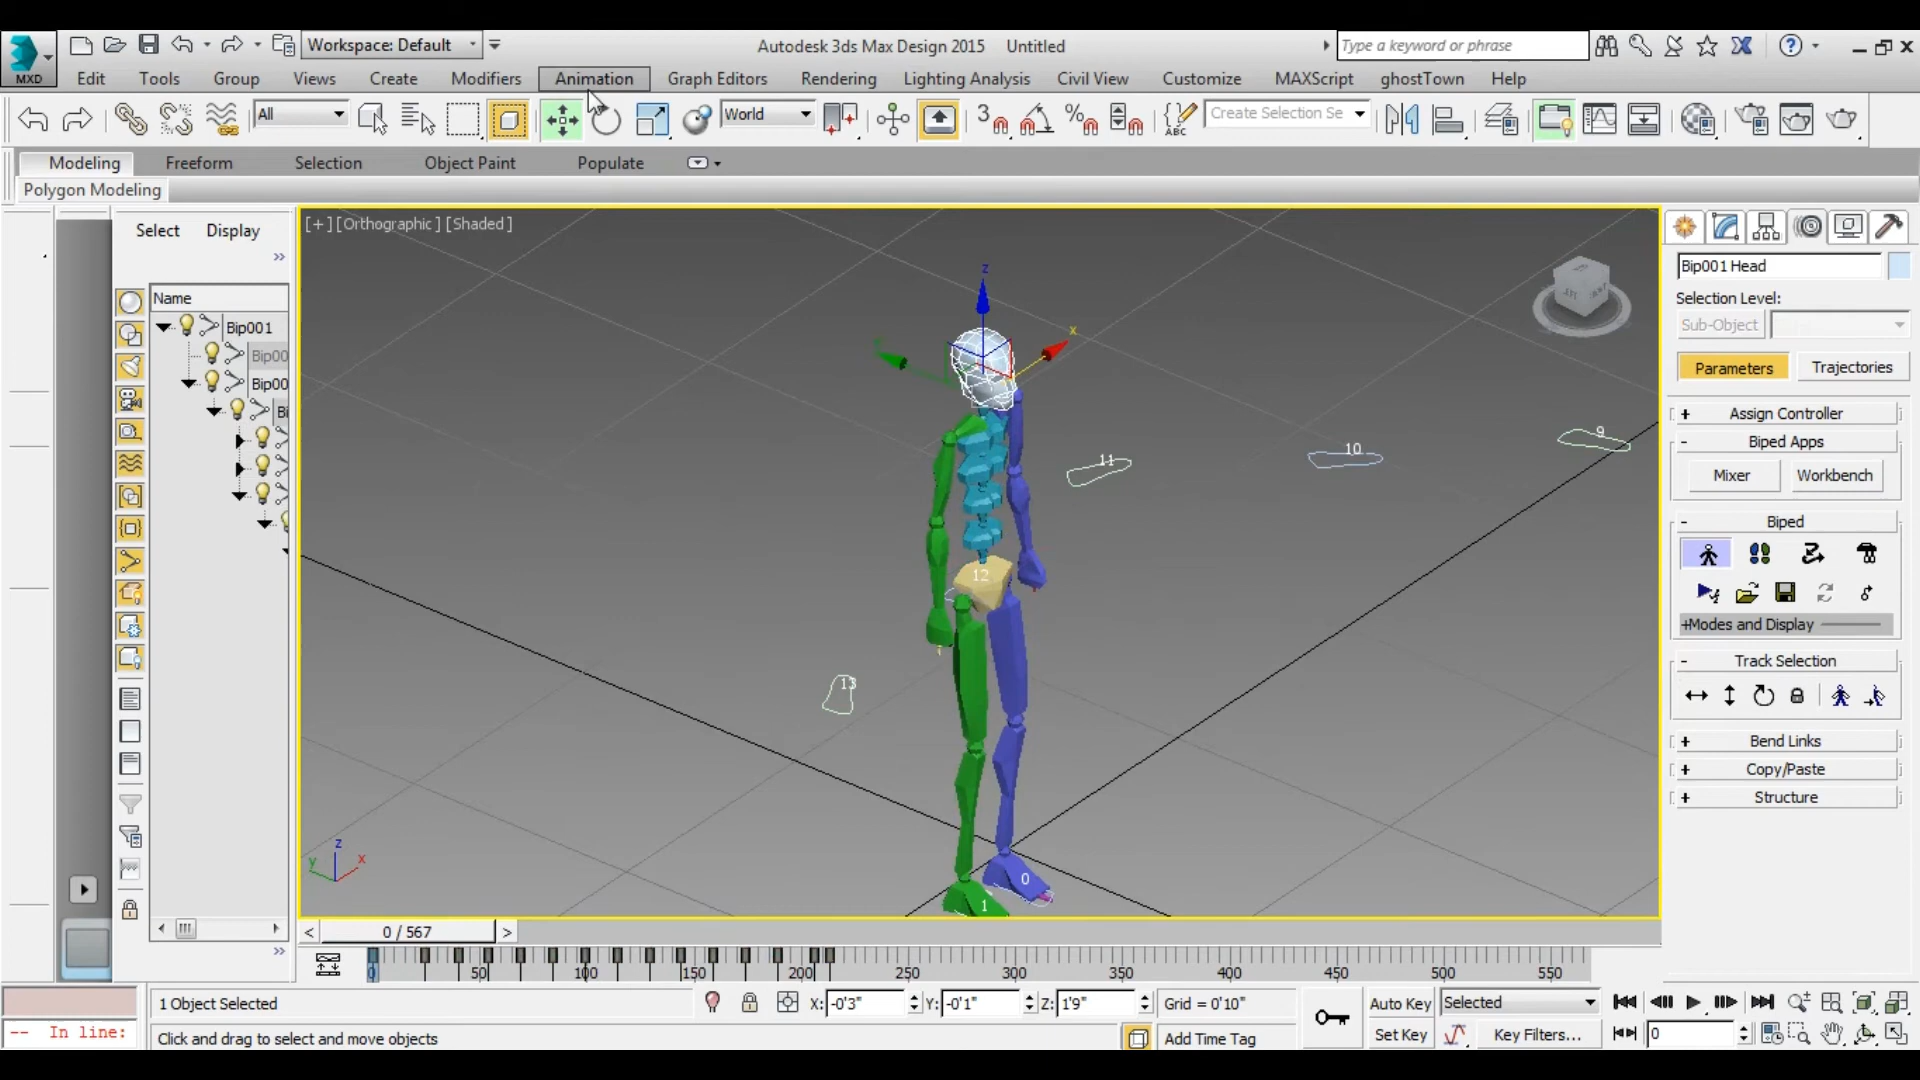 Workspace: Default
Autodesk 3ds Max Design 2015 Untitled
Type a keyword or phrase
MXD
Edit Tools Group Views Create Modifiers Animation Graph Editors Rendering Lighting Analysis Civil View Customize MAXScript ghostTown Help
All
World
3
%
ABC
Create Selection Se
Modeling Freeform Selection Object Paint Populate
Polygon Modeling
Select Display
Name
Bip001
Bip00
Bip00
Bi
[+][Orthographic][Shaded]
z
x
9
10
11
12
13
0
1
z
y
x
Bip001 Head
Selection Level:
Sub-Object
Parameters Trajectories
+ Assign Controller
- Biped Apps
Mixer Workbench
- Biped
+Modes and Display
- Track Selection
+ Bend Links
+ Copy/Paste
+ Structure
< 0 / 567 >
0 50 100 150 200 250 300 350 400 450 500 550
1 Object Selected
X: -0'3" Y: -0'1" Z: 1'9" Grid = 0'10"
Auto Key Selected
-- In line:
Click and drag to select and move objects
Add Time Tag
Set Key Key Filters...
0